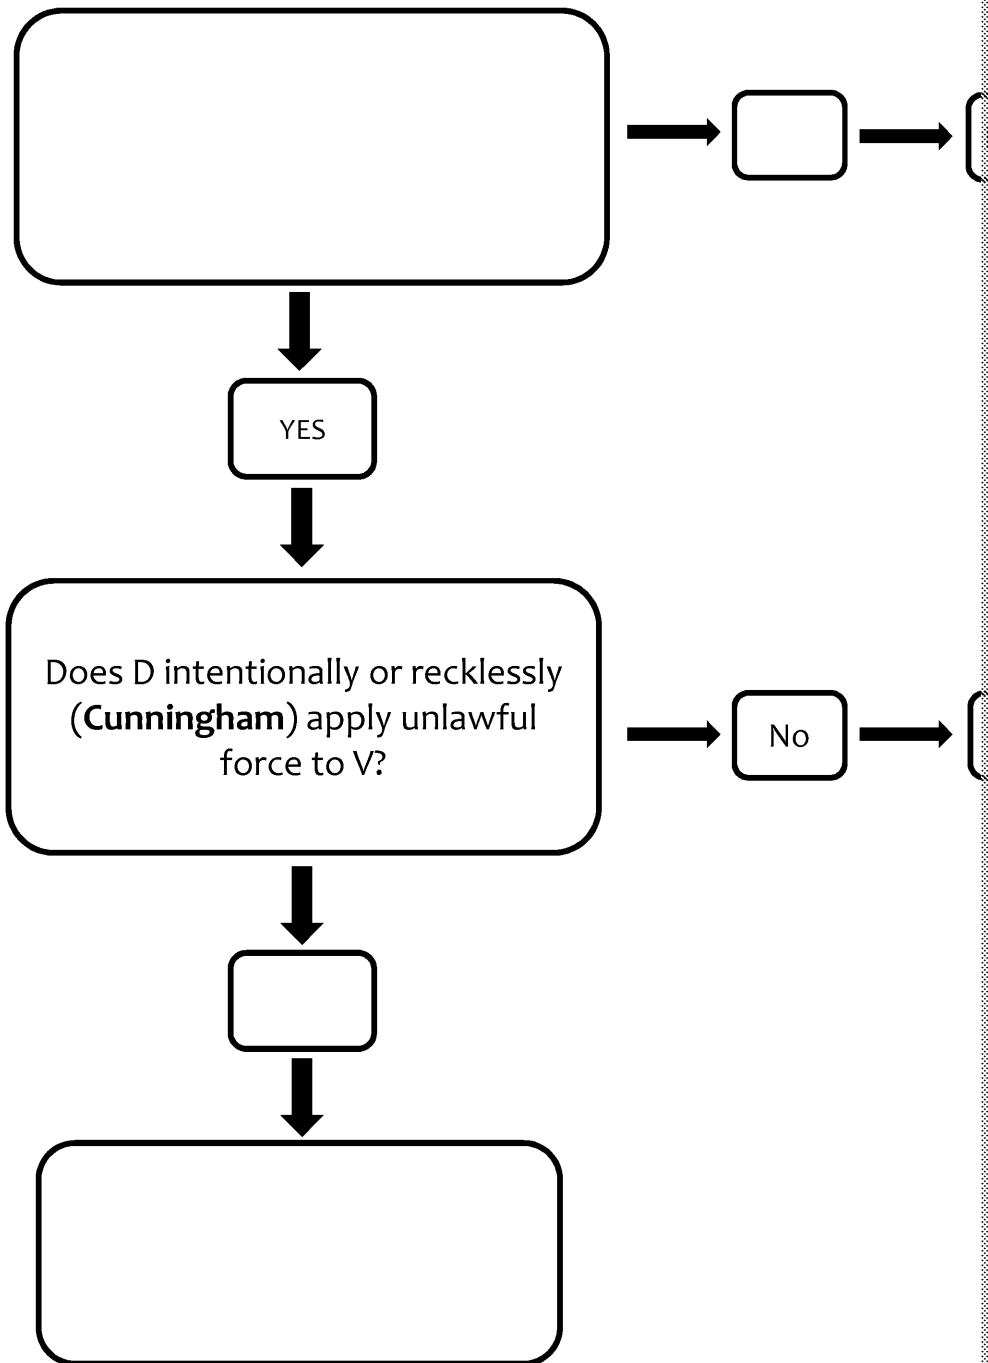 YES
Does D intentionally or recklessly
(Cunningham) apply unlawful
force to V?
No